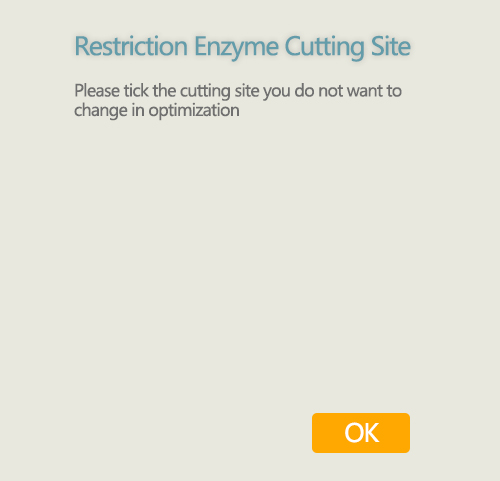 Restriction Enzyme Cutting Site
Please tick the cutting site you do not want to
change in optimization
OK